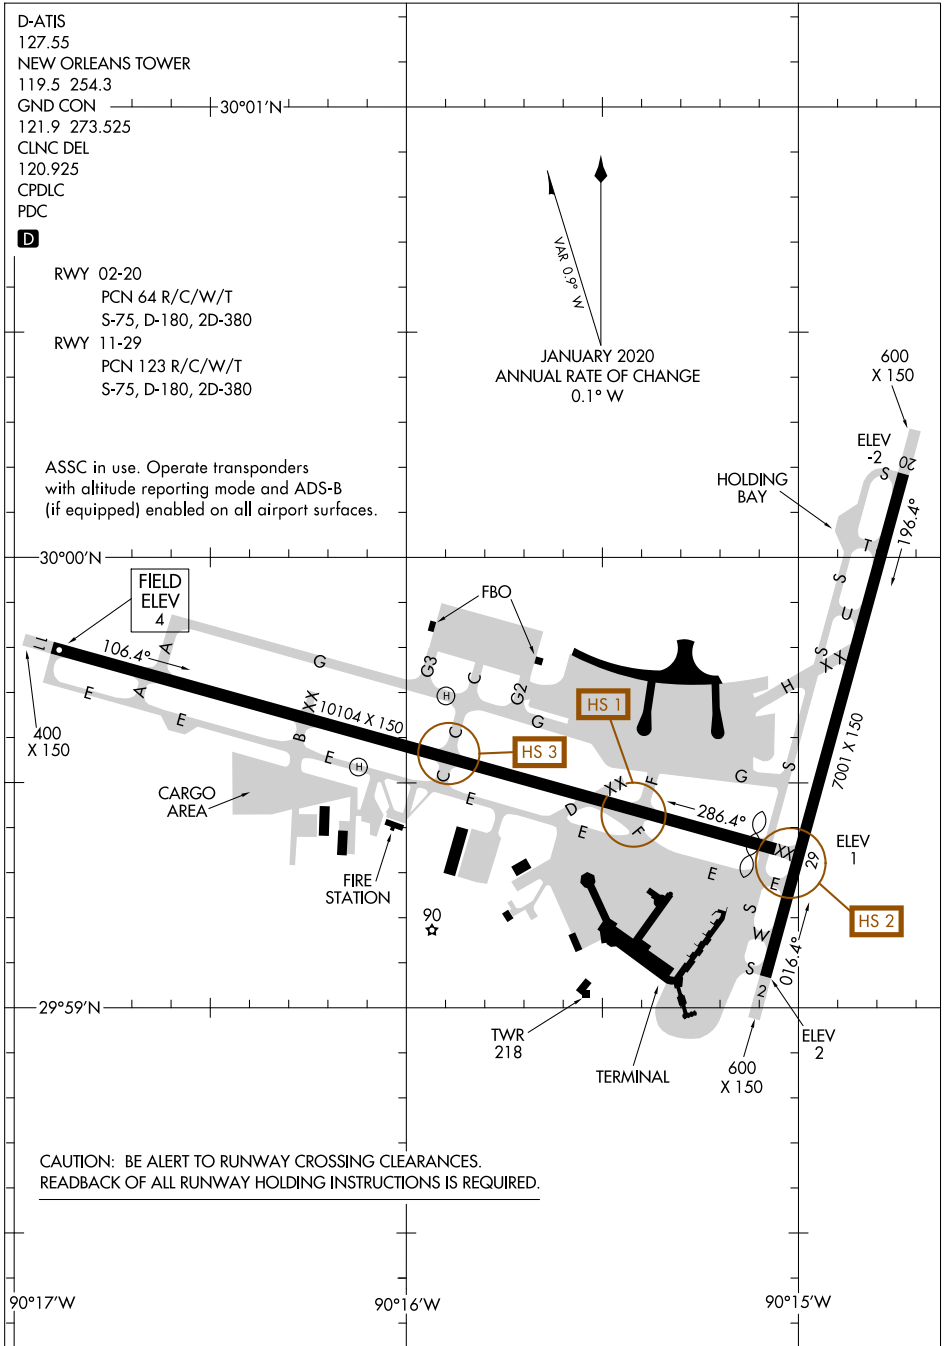 D-ATIS
127.55
NEW ORLEANS TOWER
119.5 254.3
GND CON
121.9 273.525
CLNC DEL
120.925
CPDLC
PDC
D
30°01'N
RWY 02-20
PCN 64 R/C/W/T
S-75, D-180, 2D-380
RWY 11-29
PCN 123 R/C/W/T
S-75, D-180, 2D-380
VAR 0.9° W
JANUARY 2020
ANNUAL RATE OF CHANGE
0.1° W
ASSC in use. Operate transponders
with altitude reporting mode and ADS-B
(if equipped) enabled on all airport surfaces.
600
X 150
ELEV
-2
20
S
HOLDING
BAY
196.4°
T
30°00'N
FIELD
ELEV
4
FBO
S
U
11
106.4°
A
G
G3
C
G2
S
XX
X
H
E
A
E
XX
10104 X 150
H
G
HS 1
400
X 150
B
E
H
C
HS 3
C
E
XX
F
G
S
7001 X 150
CARGO
AREA
D
E
F
286.4°
XX
29
ELEV
1
FIRE
STATION
E
E
HS 2
90
S
W
S
016.4°
2
29°59'N
TWR
218
TERMINAL
600
X 150
ELEV
2
CAUTION: BE ALERT TO RUNWAY CROSSING CLEARANCES.
READBACK OF ALL RUNWAY HOLDING INSTRUCTIONS IS REQUIRED.
90°17'W
90°16'W
90°15'W